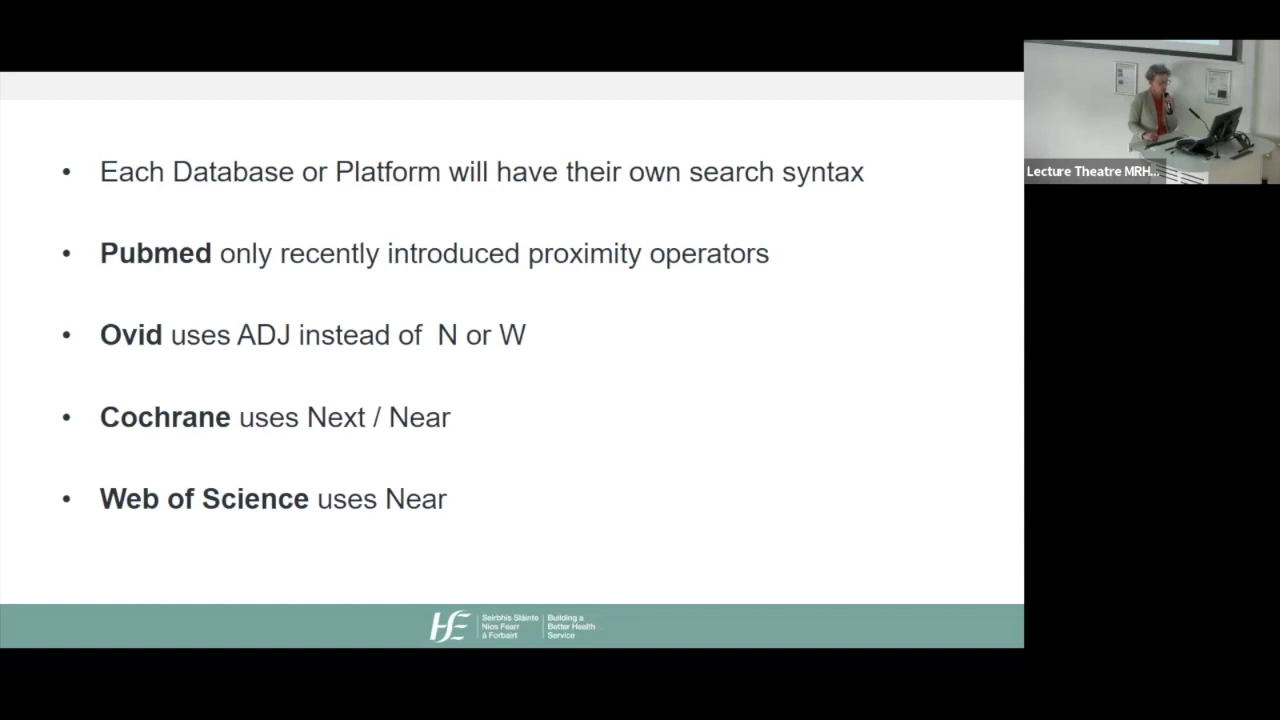 Each Database or Platform will have their own search syntax
Pubmed only recently introduced proximity operators
Ovid uses ADJ instead of N or W
Cochrane uses Next / Near
Web of Science uses Near
Seirbhís Sláinte
Níos Fearr
á Forbairt
Building a
Better Health
Service
Lecture Theatre MRH...